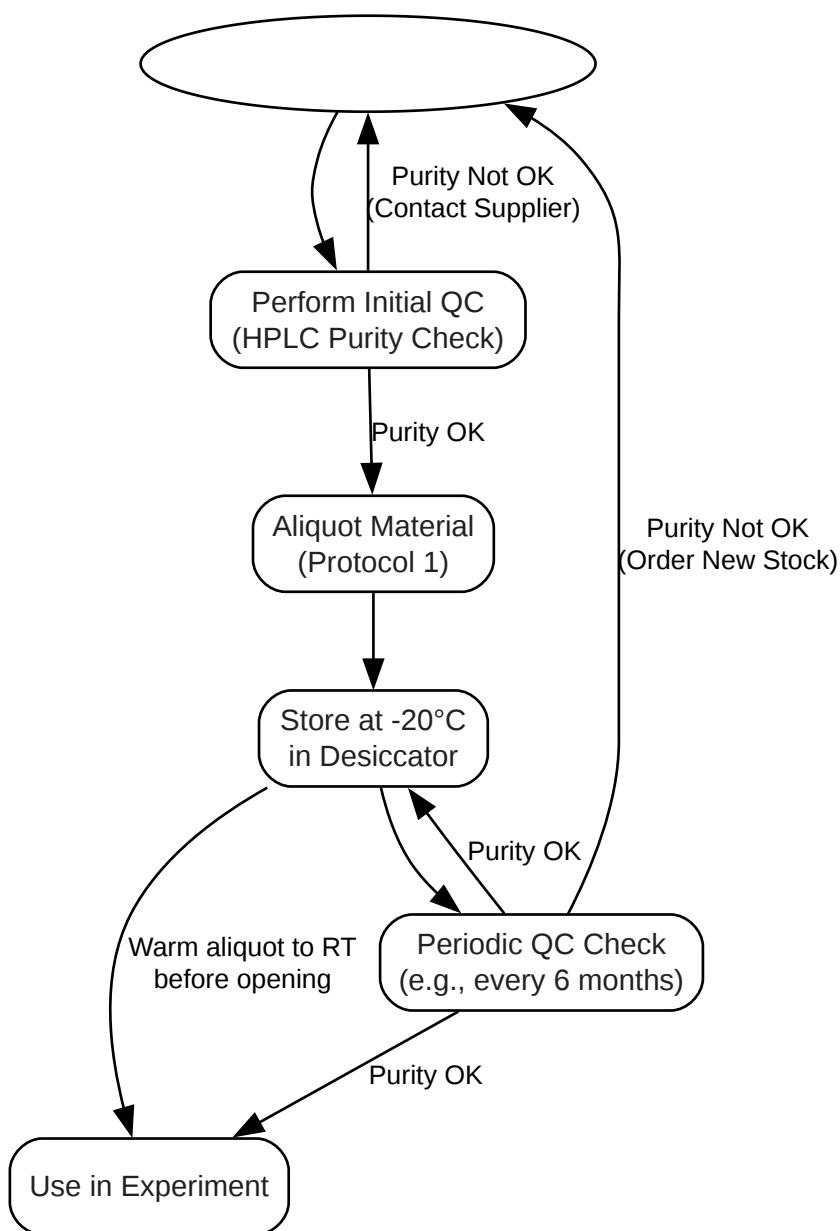 Purity Not OK
(Contact Supplier)
Perform Initial QC
(HPLC Purity Check)
Purity OK
Aliquot Material
(Protocol 1)
Purity Not OK
(Order New Stock)
Store at -20°C
in Desiccator
Purity OK
Warm aliquot to RT
before opening
Periodic QC Check
(e.g., every 6 months)
Purity OK
Use in Experiment